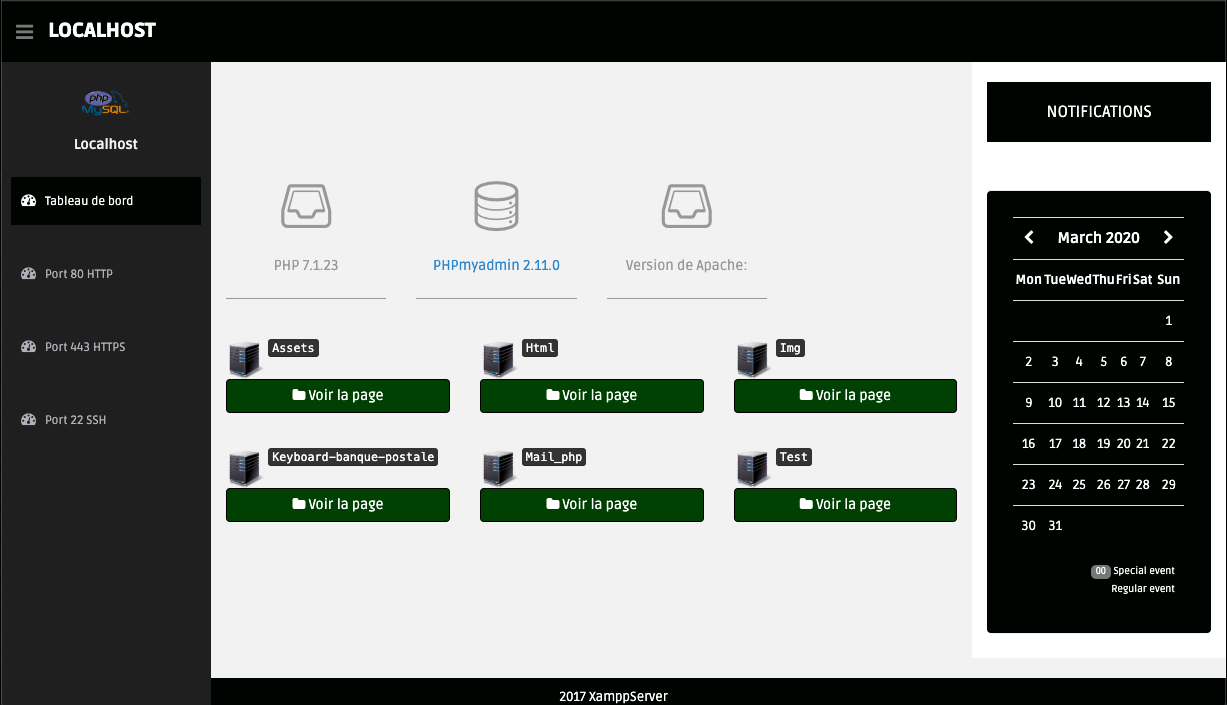 LOCALHOST
php
MySQL
Localhost
Tableau de bord
Port 80 HTTP
Port 443 HTTPS
Port 22 SSH
PHP 7.1.23
PHPmyadmin 2.11.0
Version de Apache:
Assets
Voir la page
Html
Voir la page
Img
Voir la page
Keyboard-banque-postale
Voir la page
Mail_php
Voir la page
Test
Voir la page
NOTIFICATIONS
March 2020
Mon Tue Wed Thu Fri Sat Sun
1
2 3 4 5 6 7 8
9 10 11 12 13 14 15
16 17 18 19 20 21 22
23 24 25 26 27 28 29
30 31
00 Special event
Regular event
2017 XamppServer